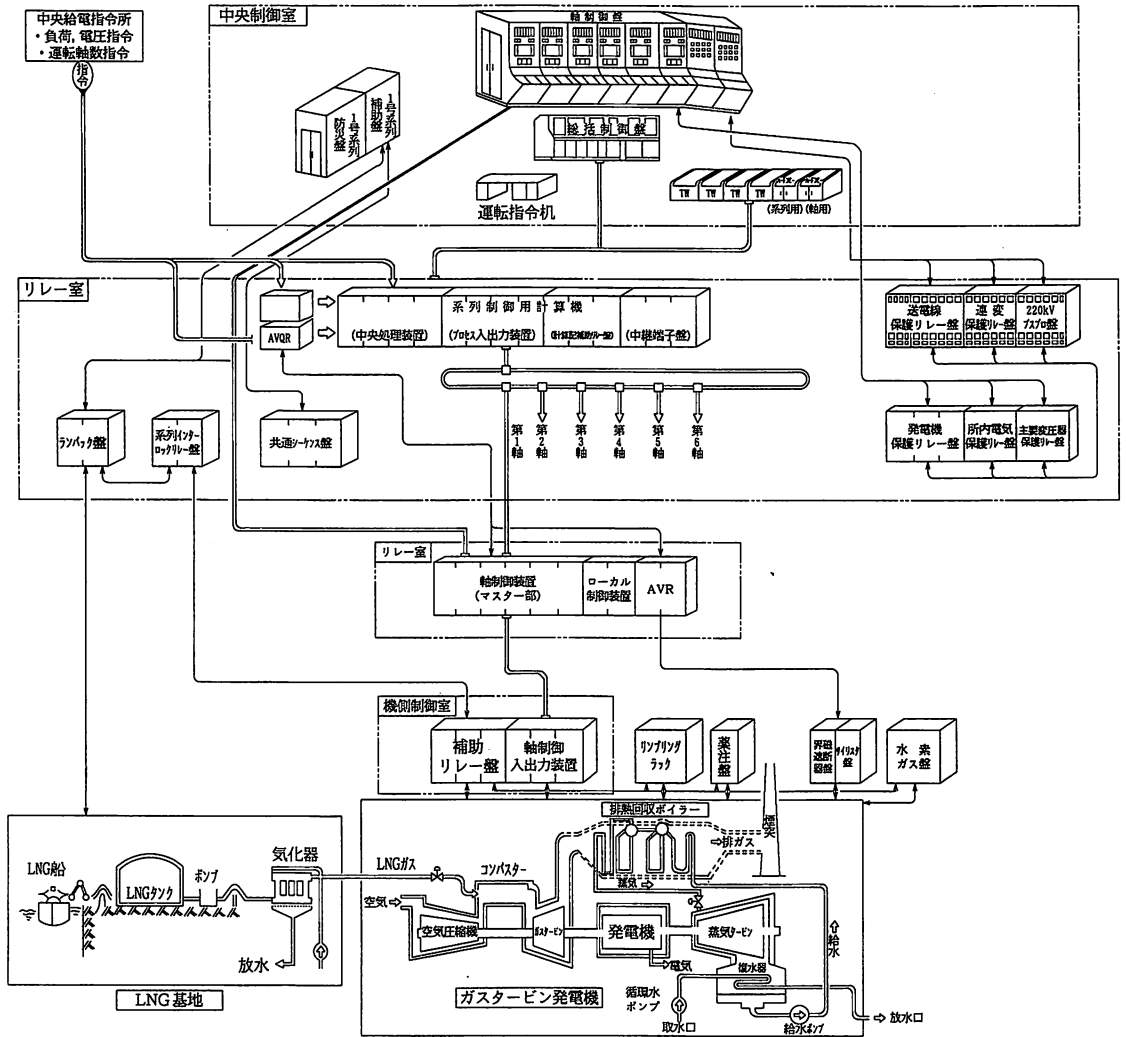 中央給電指令所
・負荷, 電圧指令
・運転軸数指令
指令
中央制御室
軸制御盤
1号系列
防災盤
1号系列
補助盤
総括制御盤
運転指令机
TW
TW
TW
TW
(系列用)
(軸用)
リレー室
AVQR
系列制御用計算機
(中央処理装置)
(プロセス入出力装置)
(中継端子盤)
送電線
保護リレー盤
連変
保護リレー盤
220kV
ブスプロ盤
ランバック盤
系列インター
ロックリレー盤
共通シーケンス盤
第1軸
第2軸
第3軸
第4軸
第5軸
第6軸
発電機
保護リレー盤
所内電気
保護リレー盤
主要変圧器
保護リレー盤
リレー室
軸制御装置
(マスター部)
ローカル
制御装置
AVR
機側制御室
補助
リレー盤
軸制御
入出力装置
サンプリング
ラック
薬注盤
界磁
遮断
器盤
サイリスタ
盤
水素
ガス盤
排熱回収ボイラー
煙突
排ガス
蒸気
LNG船
LNGタンク
ポンプ
気化器
放水
LNG基地
LNGガス
コンバスター
空気
空気圧縮機
ガスタービン
発電機
電気
蒸気タービン
給水
復水器
循環水
ポンプ
取水口
給水ポンプ
放水口
ガスタービン発電機